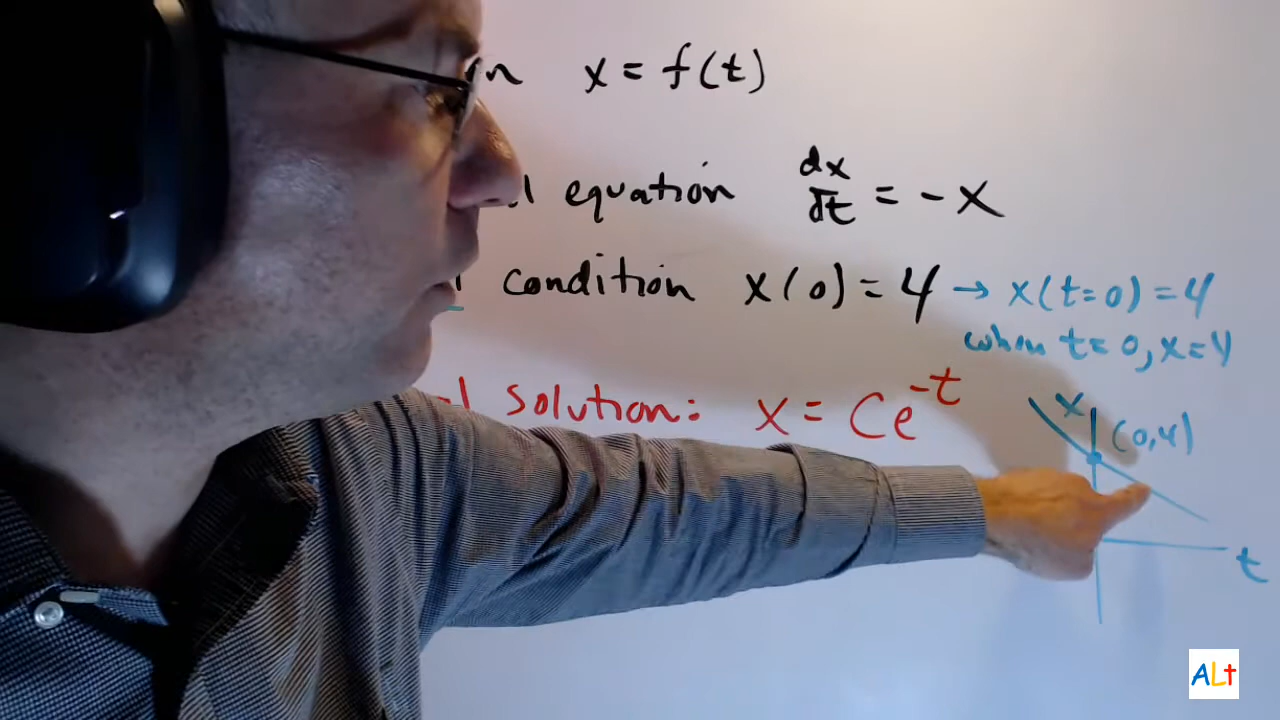 x = f(t)
equation dx/dt = -x
condition x(0) = 4 → x(t=0) = 4
when t = 0, x = 4
solution: x = Ce^-t
x
(0,4)
t
ALt